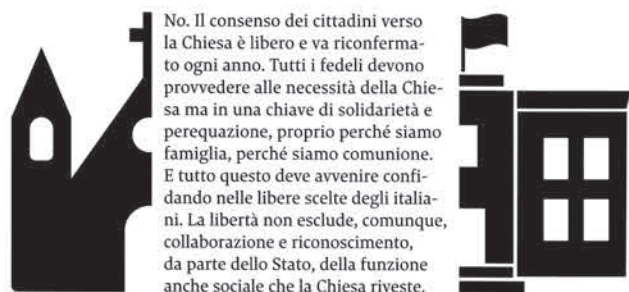 No. Il consenso dei cittadini verso
la Chiesa è libero e va riconferma-
to ogni anno. Tutti i fedeli devono
provvedere alle necessità della Chie-
sa ma in una chiave di solidarietà e
perequazione, proprio perché siamo
famiglia, perché siamo comunione.
E tutto questo deve avvenire confi-
dando nelle libere scelte degli italia-
ni. La libertà non esclude, comunque,
collaborazione e riconoscimento,
da parte dello Stato, della funzione
anche sociale che la Chiesa riveste.